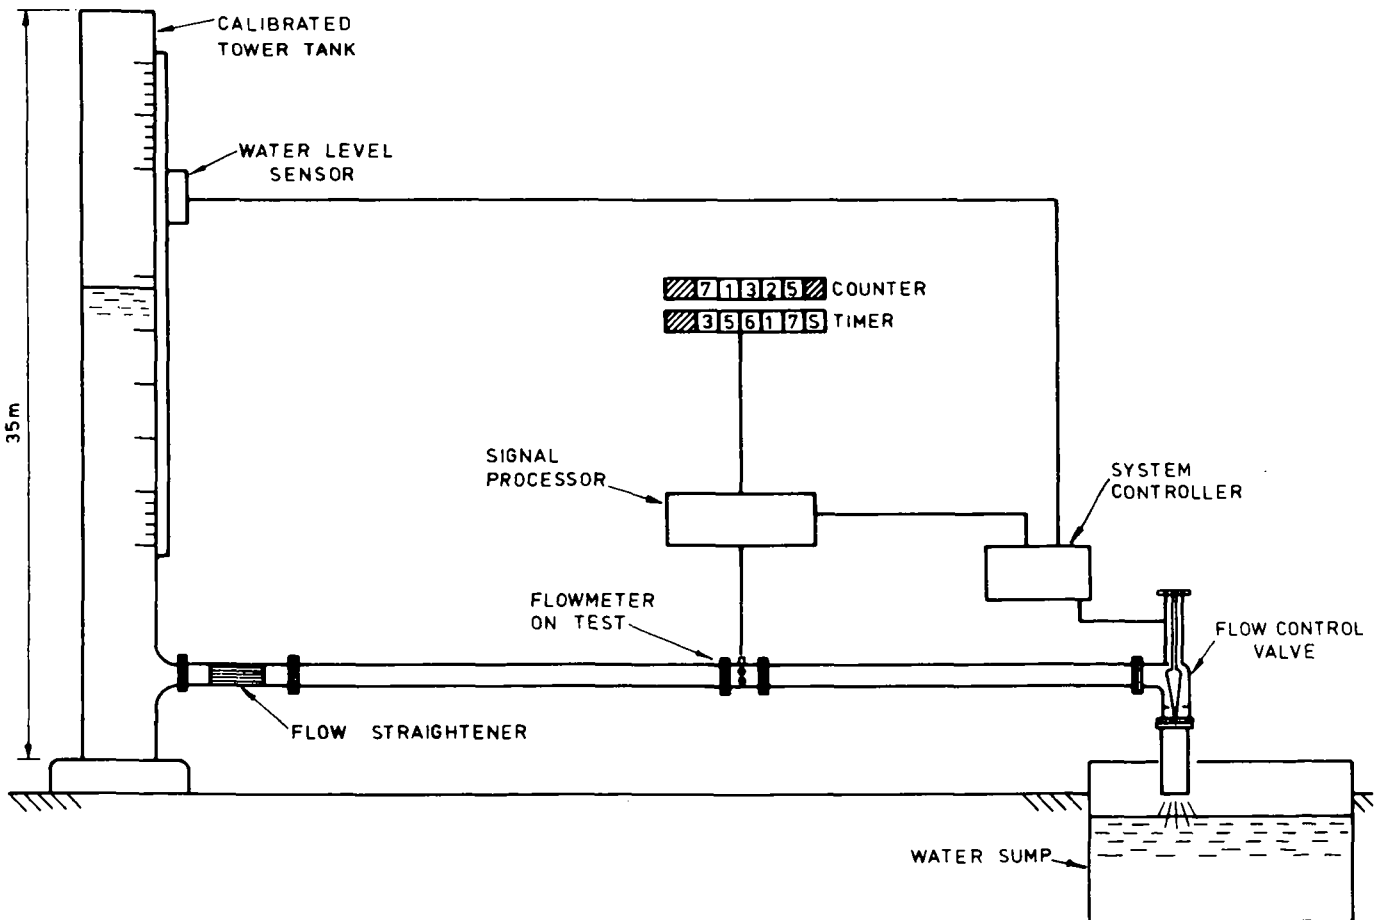 CALIBRATED
TOWER TANK
WATER LEVEL
SENSOR
71325 COUNTER
35617S TIMER
35m
SIGNAL
PROCESSOR
SYSTEM
CONTROLLER
FLOWMETER
ON TEST
FLOW CONTROL
VALVE
FLOW STRAIGHTENER
WATER SUMP